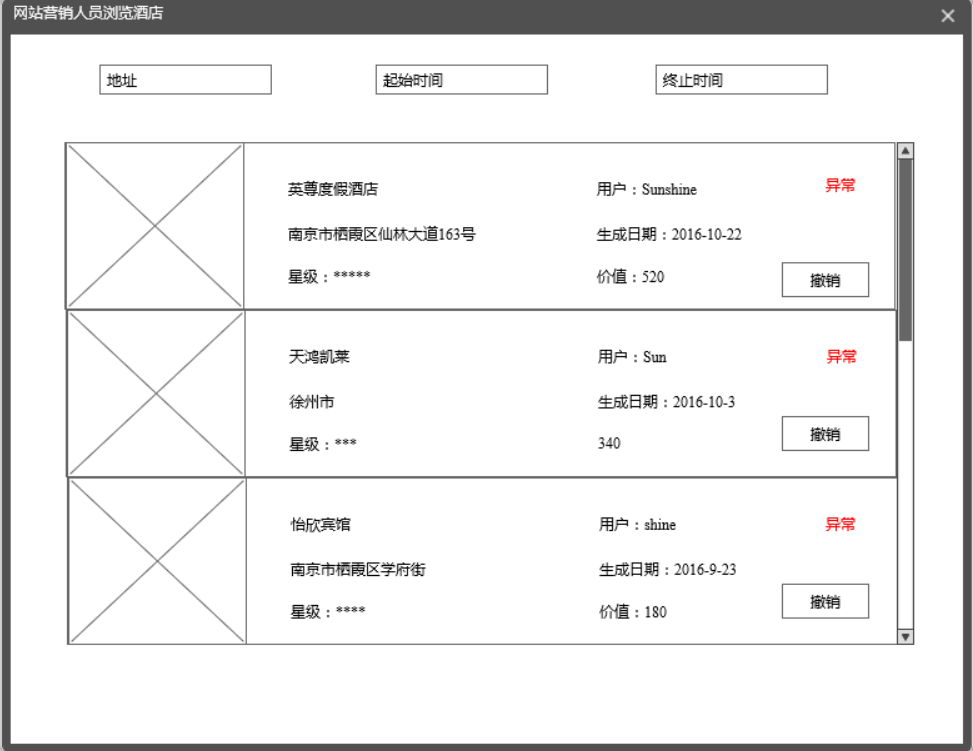 网站营销人员浏览酒店
地址
起始时间
终止时间
英尊度假酒店
用户：Sunshine
异常
南京市栖霞区仙林大道163号
生成日期：2016-10-22
星级：*****
价值：520
撤销
天鸿凯莱
用户：Sun
异常
徐州市
生成日期：2016-10-3
星级：***
340
撤销
怡欣宾馆
用户：shine
异常
南京市栖霞区学府街
生成日期：2016-9-23
星级：****
价值：180
撤销